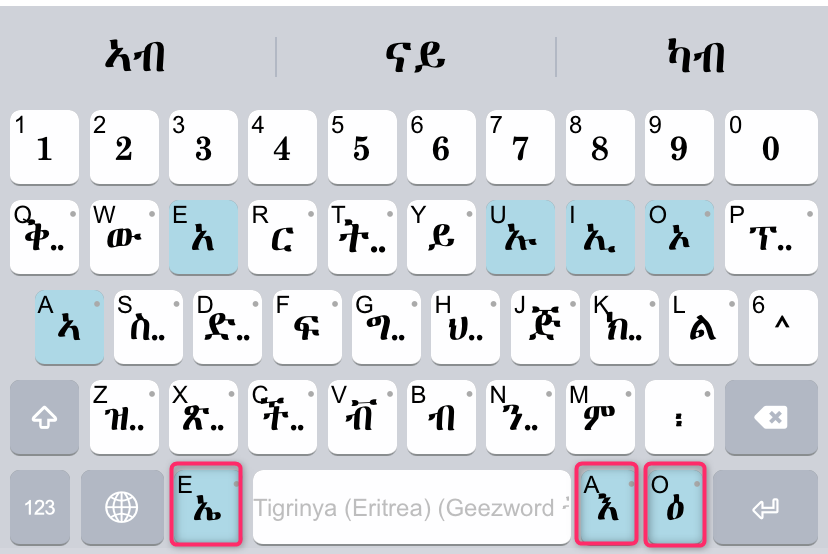 ኣብ ናይ ካብ
1 1 2 2 3 3 4 4 5 5 6 6 7 7 8 8 9 9 0 0
Q ቅ.. W ው E አ R ር T ት.. Y ይ U ኡ I ኢ O ኦ P ፕ..
A ኣ S ስ.. D ድ.. F ፍ G ግ.. H ህ.. J ጅ K ክ.. L ል 6 ^
Z ዝ.. X ጽ.. C ች.. V ቭ B ብ N ን.. M ም ፡
123 E ኤ Tigrinya (Eritrea) (Geezword A እ O ዕ